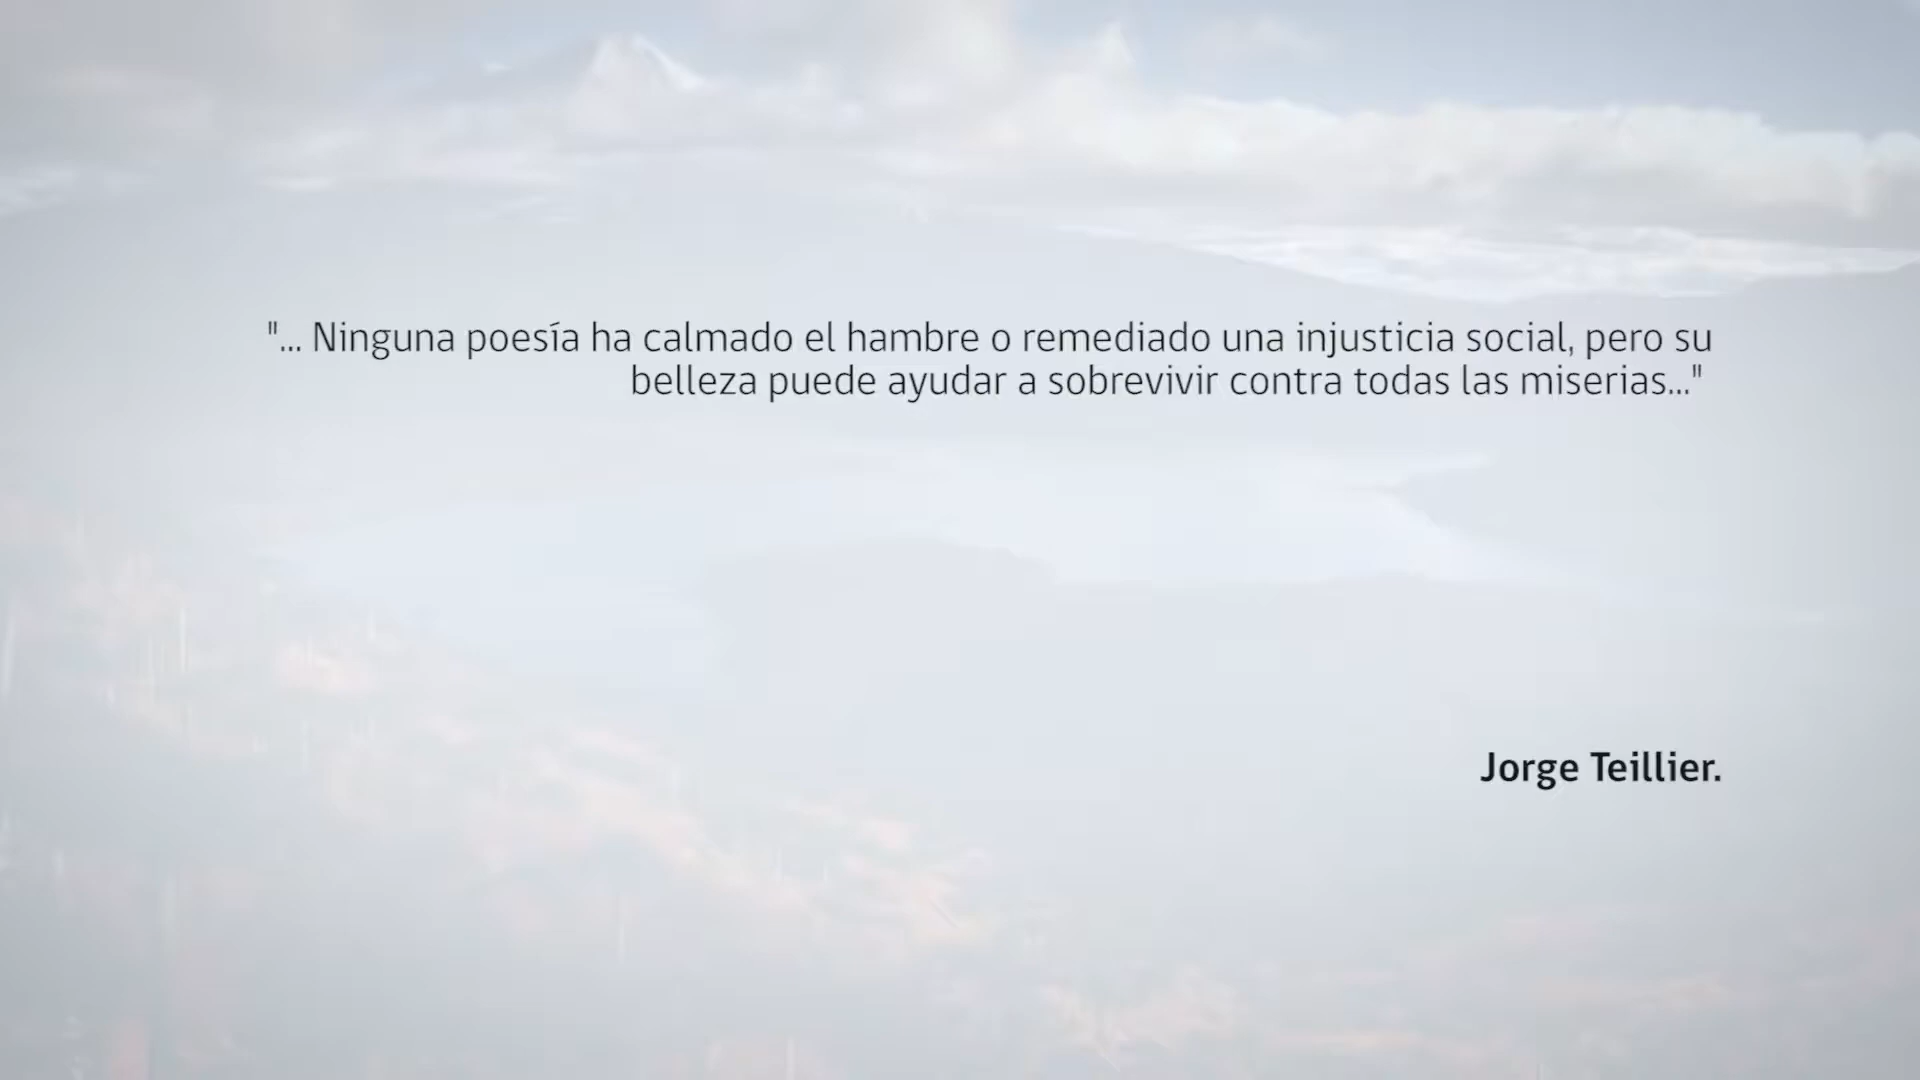 "... Ninguna poesía ha calmado el hambre o remediado una injusticia social, pero su
belleza puede ayudar a sobrevivir contra todas las miserias..."
Jorge Teillier.